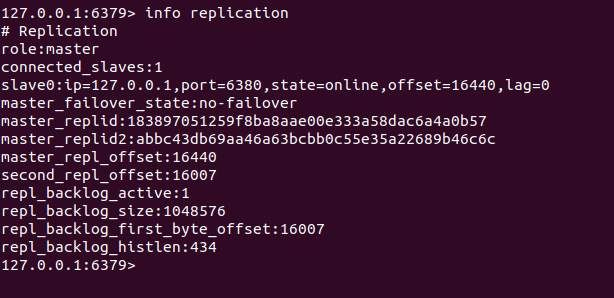 127.0.0.1:6379> info replication
# Replication
role:master
connected_slaves:1
slave0:ip=127.0.0.1,port=6380,state=online,offset=16440,lag=0
master_failover_state:no-failover
master_replid:183897051259f8ba8aae00e333a58dac6a4a0b57
master_replid2:abbc43db69aa46a63bcbb0c55e35a22689b46c6c
master_repl_offset:16440
second_repl_offset:16007
repl_backlog_active:1
repl_backlog_size:1048576
repl_backlog_first_byte_offset:16007
repl_backlog_histlen:434
127.0.0.1:6379>